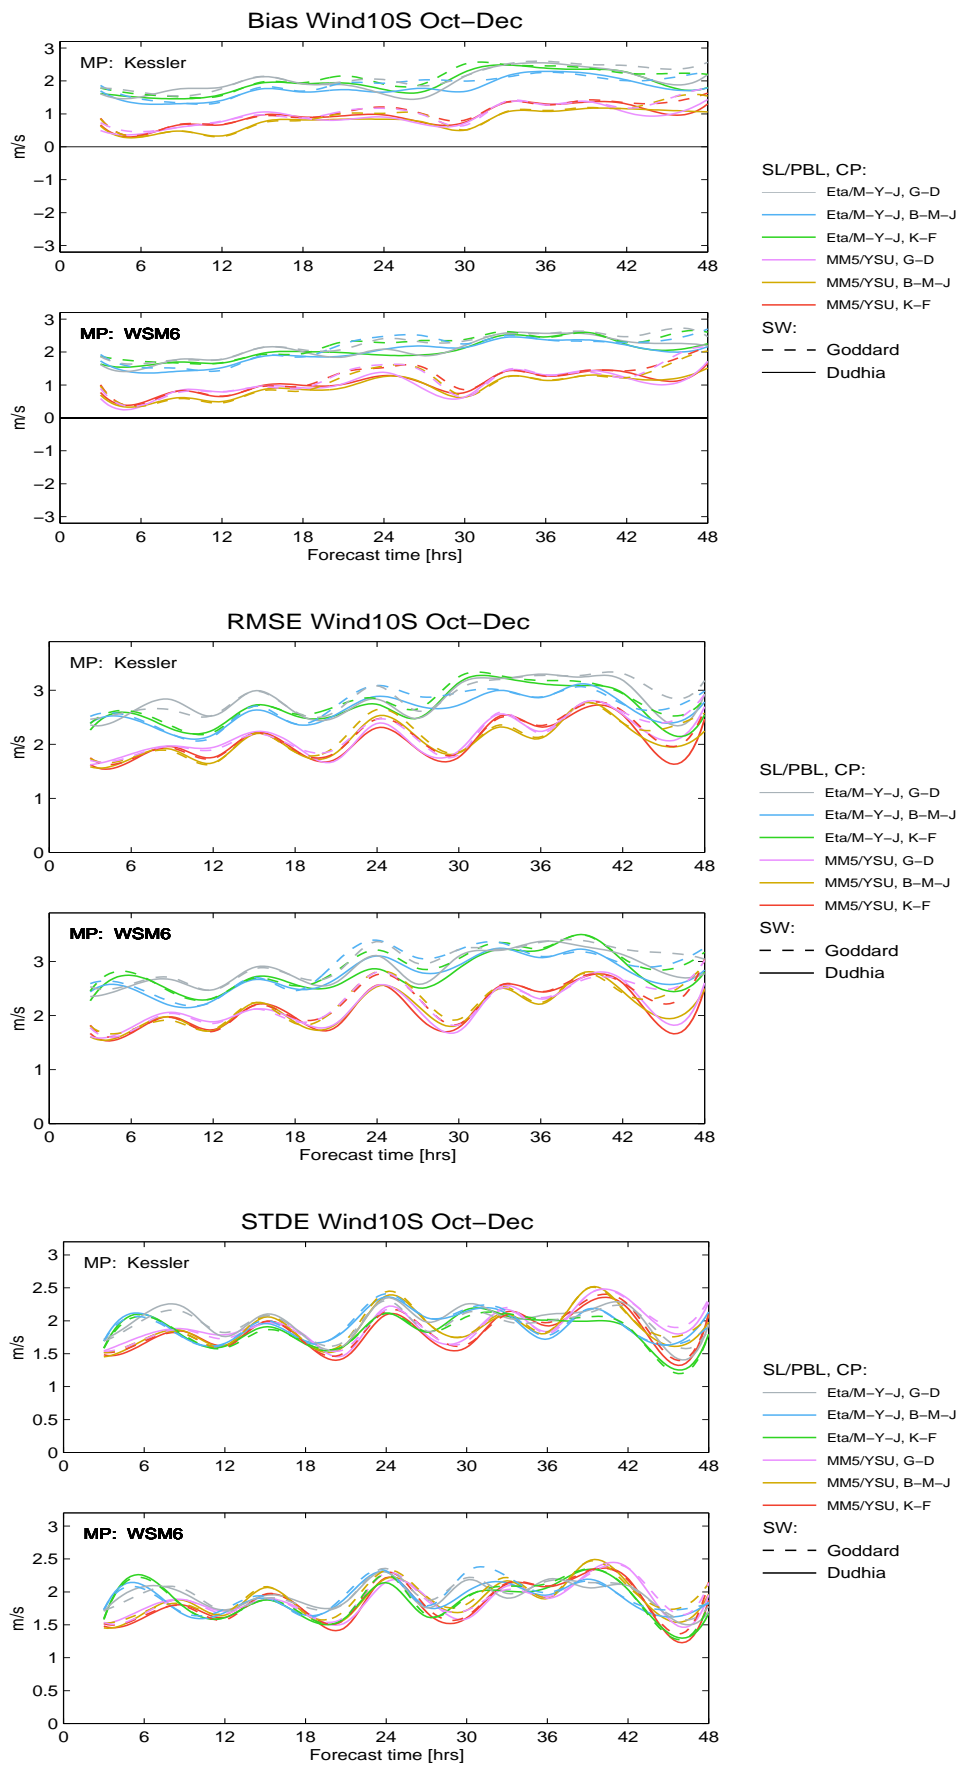 Bias Wind10S Oct−Dec
MP: Kessler
3
2
1
0
−1
−2
−3
m/s
0 6 12 18 24 30 36 42 48
MP: WSM6
3
2
1
0
−1
−2
−3
m/s
0 6 12 18 24 30 36 42 48
Forecast time [hrs]
SL/PBL, CP:
Eta/M−Y−J, G−D
Eta/M−Y−J, B−M−J
Eta/M−Y−J, K−F
MM5/YSU, G−D
MM5/YSU, B−M−J
MM5/YSU, K−F
SW:
Goddard
Dudhia
RMSE Wind10S Oct−Dec
MP: Kessler
3
2
1
0
m/s
0 6 12 18 24 30 36 42 48
MP: WSM6
3
2
1
0
m/s
0 6 12 18 24 30 36 42 48
Forecast time [hrs]
SL/PBL, CP:
Eta/M−Y−J, G−D
Eta/M−Y−J, B−M−J
Eta/M−Y−J, K−F
MM5/YSU, G−D
MM5/YSU, B−M−J
MM5/YSU, K−F
SW:
Goddard
Dudhia
STDE Wind10S Oct−Dec
MP: Kessler
3
2.5
2
1.5
1
0.5
0
m/s
0 6 12 18 24 30 36 42 48
MP: WSM6
3
2.5
2
1.5
1
0.5
0
m/s
0 6 12 18 24 30 36 42 48
Forecast time [hrs]
SL/PBL, CP:
Eta/M−Y−J, G−D
Eta/M−Y−J, B−M−J
Eta/M−Y−J, K−F
MM5/YSU, G−D
MM5/YSU, B−M−J
MM5/YSU, K−F
SW:
Goddard
Dudhia